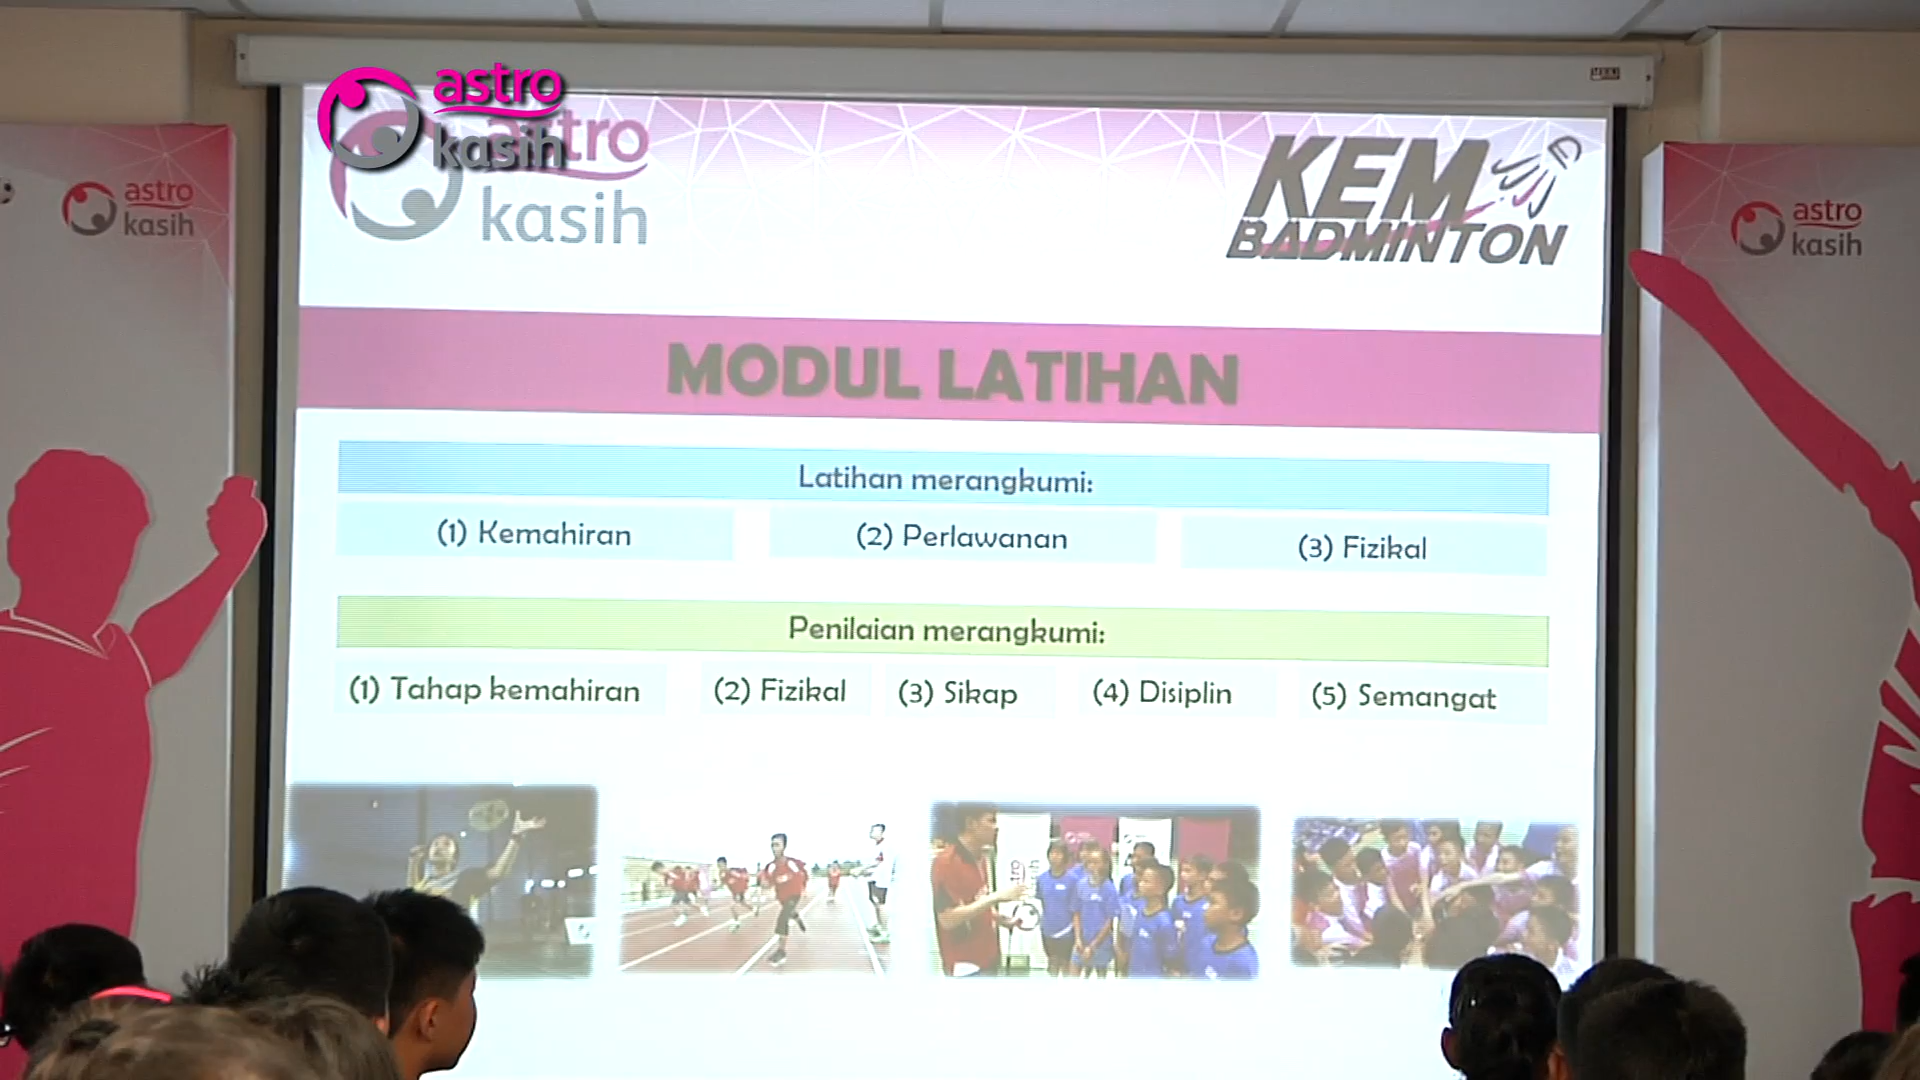 astro
kasih
astro
kasih
KEM
BADMINTON
astro
kasih
astro
kasih
MODUL LATIHAN
Latihan merangkumi:
(1) Kemahiran
(2) Perlawanan
(3) Fizikal
Penilaian merangkumi:
(1) Tahap kemahiran
(2) Fizikal
(3) Sikap
(4) Disiplin
(5) Semangat